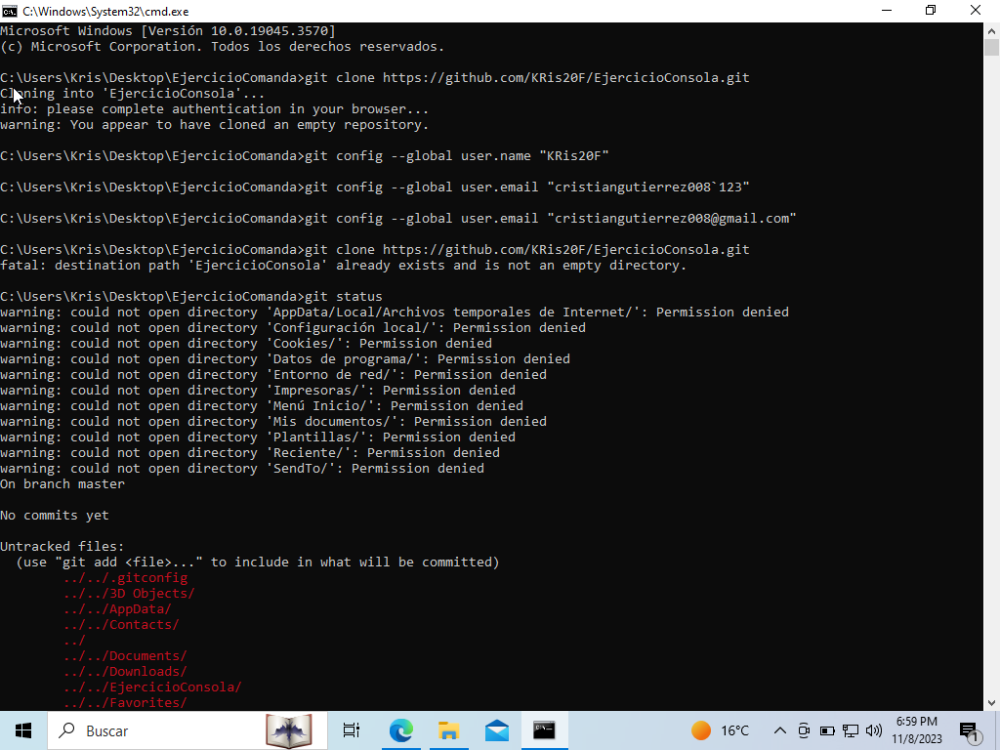 C:\Windows\System32\cmd.exe
Microsoft Windows [Versión 10.0.19045.3570]
(c) Microsoft Corporation. Todos los derechos reservados.
C:\Users\Kris\Desktop\EjercicioComanda>git clone https://github.com/KRis20F/EjercicioConsola.git
Cloning into 'EjercicioConsola'...
info: please complete authentication in your browser...
warning: You appear to have cloned an empty repository.
C:\Users\Kris\Desktop\EjercicioComanda>git config --global user.name "KRis20F"
C:\Users\Kris\Desktop\EjercicioComanda>git config --global user.email "cristiangutierrez008`123"
C:\Users\Kris\Desktop\EjercicioComanda>git config --global user.email "cristiangutierrez008@gmail.com"
C:\Users\Kris\Desktop\EjercicioComanda>git clone https://github.com/KRis20F/EjercicioConsola.git
fatal: destination path 'EjercicioConsola' already exists and is not an empty directory.
C:\Users\Kris\Desktop\EjercicioComanda>git status
warning: could not open directory 'AppData/Local/Archivos temporales de Internet/': Permission denied
warning: could not open directory 'Configuración local/': Permission denied
warning: could not open directory 'Cookies/': Permission denied
warning: could not open directory 'Datos de programa/': Permission denied
warning: could not open directory 'Entorno de red/': Permission denied
warning: could not open directory 'Impresoras/': Permission denied
warning: could not open directory 'Menú Inicio/': Permission denied
warning: could not open directory 'Mis documentos/': Permission denied
warning: could not open directory 'Plantillas/': Permission denied
warning: could not open directory 'Reciente/': Permission denied
warning: could not open directory 'SendTo/': Permission denied
On branch master
No commits yet
Untracked files:
(use "git add <file>..." to include in what will be committed)
../../.gitconfig
../../3D Objects/
../../AppData/
../../Contacts/
../
../../Documents/
../../Downloads/
../../EjercicioConsola/
../../Favorites/
Buscar
16°C
6:59 PM
11/8/2023
1